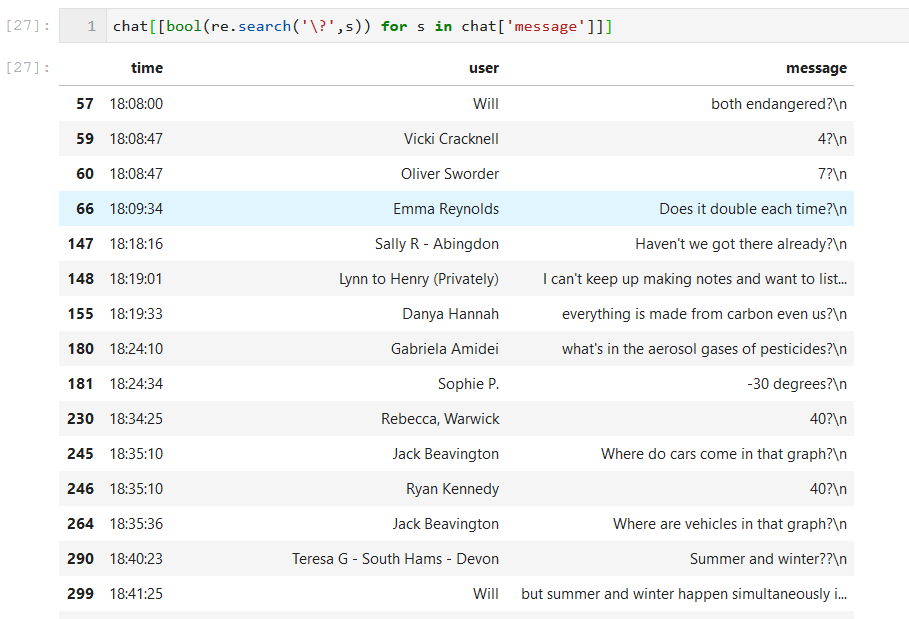 [27]: 1 chat[[bool(re.search('\?',s)) for s in chat['message']]]
[27]: time user message
57 18:08:00 Will both endangered?\n
59 18:08:47 Vicki Cracknell 4?\n
60 18:08:47 Oliver Sworder 7?\n
66 18:09:34 Emma Reynolds Does it double each time?\n
147 18:18:16 Sally R - Abingdon Haven't we got there already?\n
148 18:19:01 Lynn to Henry (Privately) I can't keep up making notes and want to list...
155 18:19:33 Danya Hannah everything is made from carbon even us?\n
180 18:24:10 Gabriela Amidei what's in the aerosol gases of pesticides?\n
181 18:24:34 Sophie P. -30 degrees?\n
230 18:34:25 Rebecca, Warwick 40?\n
245 18:35:10 Jack Beavington Where do cars come in that graph?\n
246 18:35:10 Ryan Kennedy 40?\n
264 18:35:36 Jack Beavington Where are vehicles in that graph?\n
290 18:40:23 Teresa G - South Hams - Devon Summer and winter??\n
299 18:41:25 Will but summer and winter happen simultaneously i...